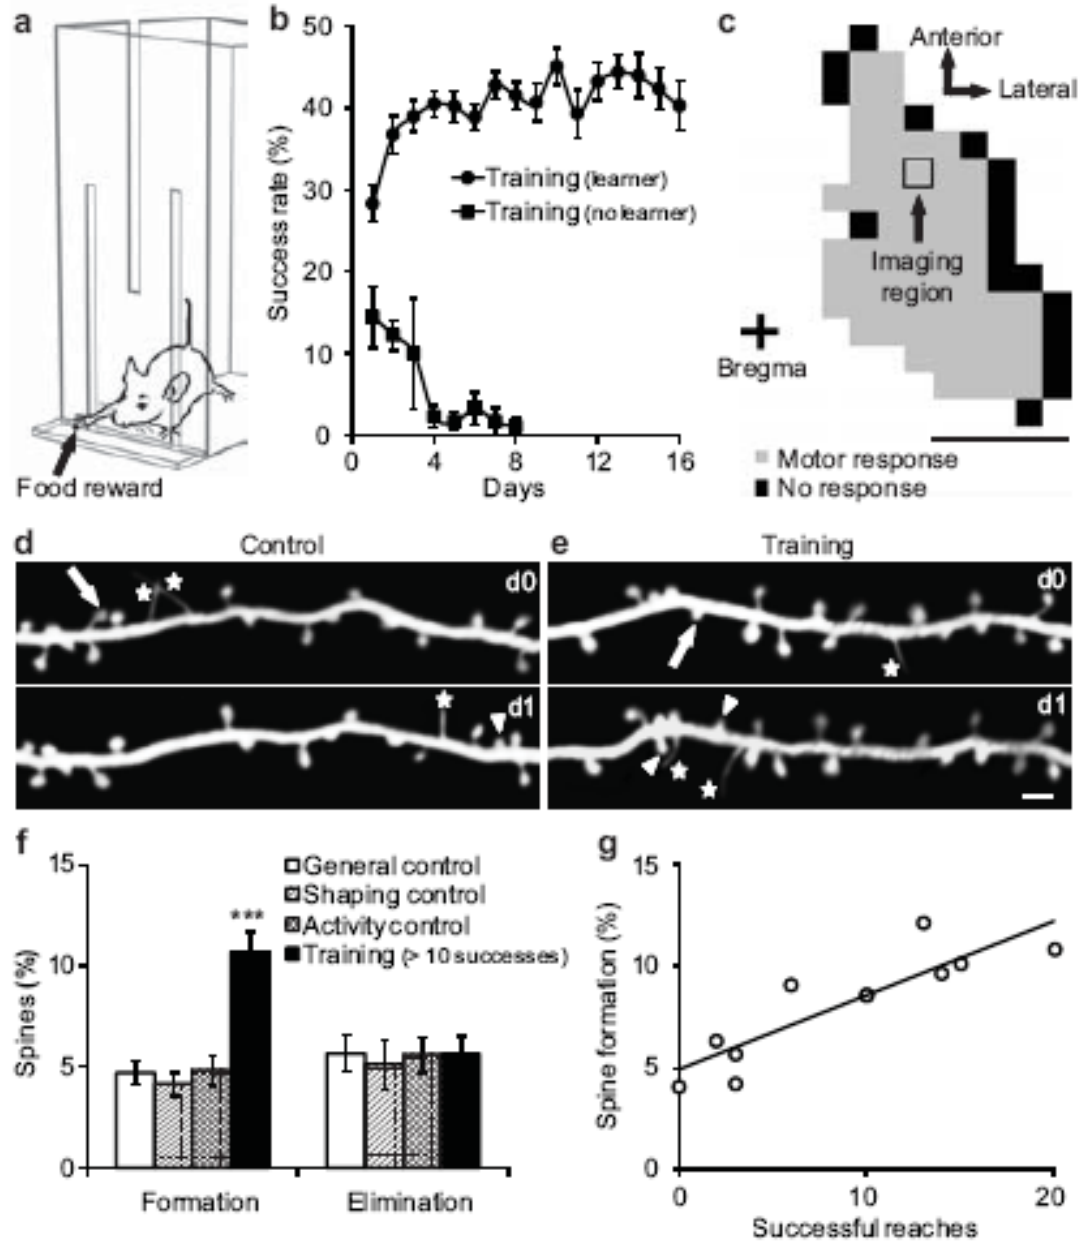 a
Food reward
b
50
40
30
20
10
0
Success rate (%)
Training (learner)
Training (no learner)
0 4 8 12 16
Days
c
Anterior
Lateral
Imaging
region
Bregma
Motor response
No response
d
Control
d0
d1
e
Training
d0
d1
f
15
10
5
0
Spines (%)
General control
Shaping control
Activity control
Training (> 10 successes)
***
Formation Elimination
g
15
10
5
0
Spine formation (%)
0 10 20
Successful reaches